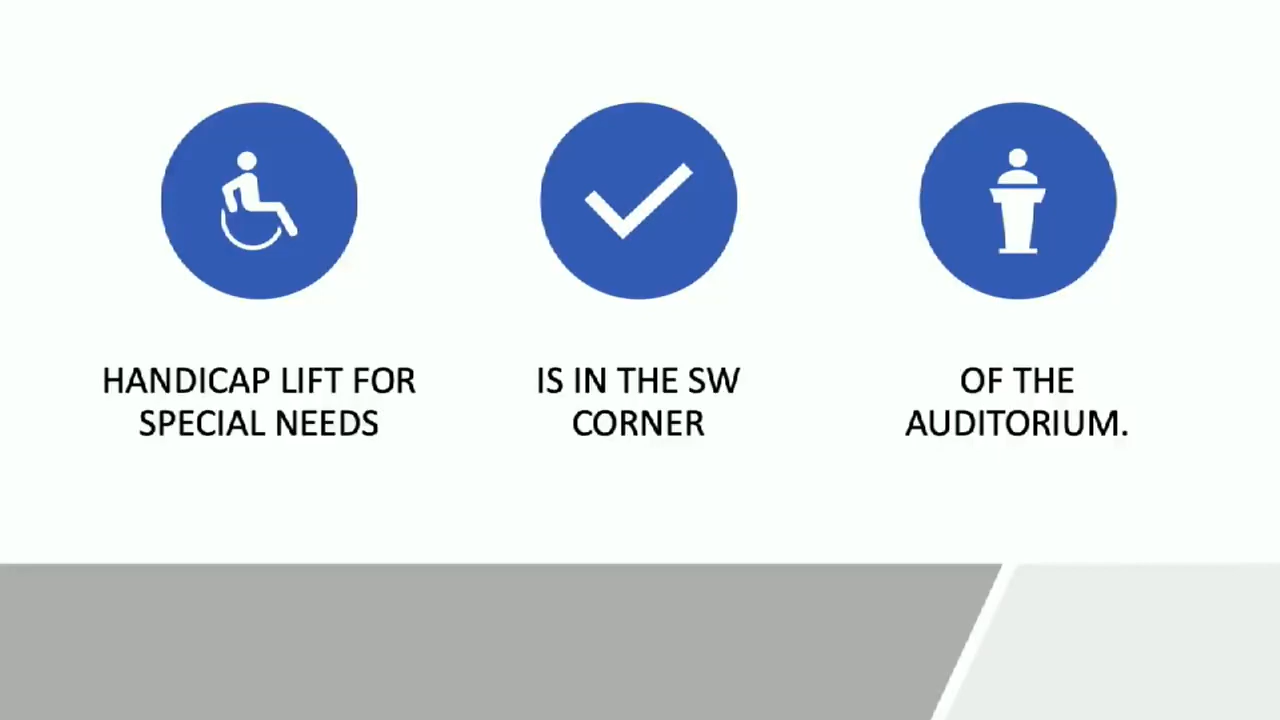 HANDICAP LIFT FOR
SPECIAL NEEDS
IS IN THE SW
CORNER
OF THE
AUDITORIUM.